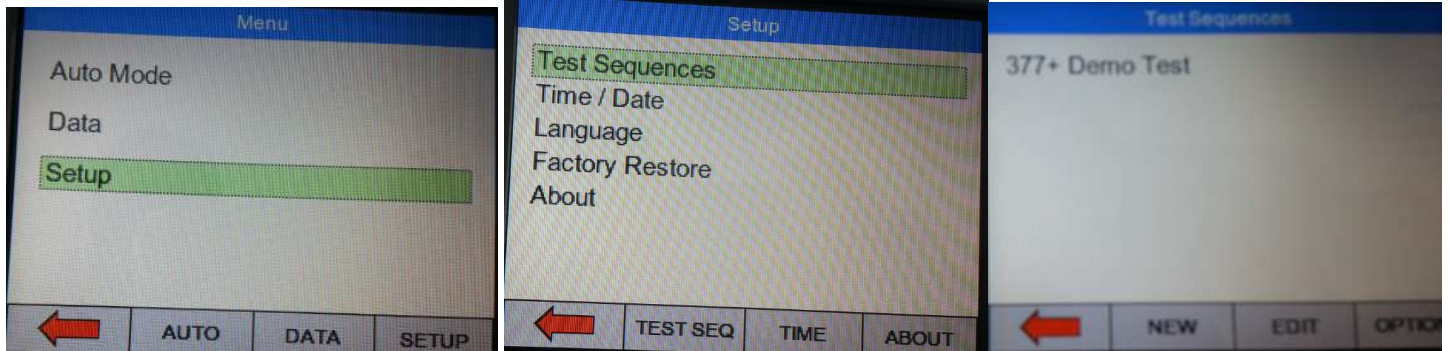 Menu
Auto Mode
Data
Setup
AUTO DATA SETUP
Setup
Test Sequences
Time / Date
Language
Factory Restore
About
TEST SEQ TIME ABOUT
Test Sequences
377+ Demo Test
NEW EDIT OPTION